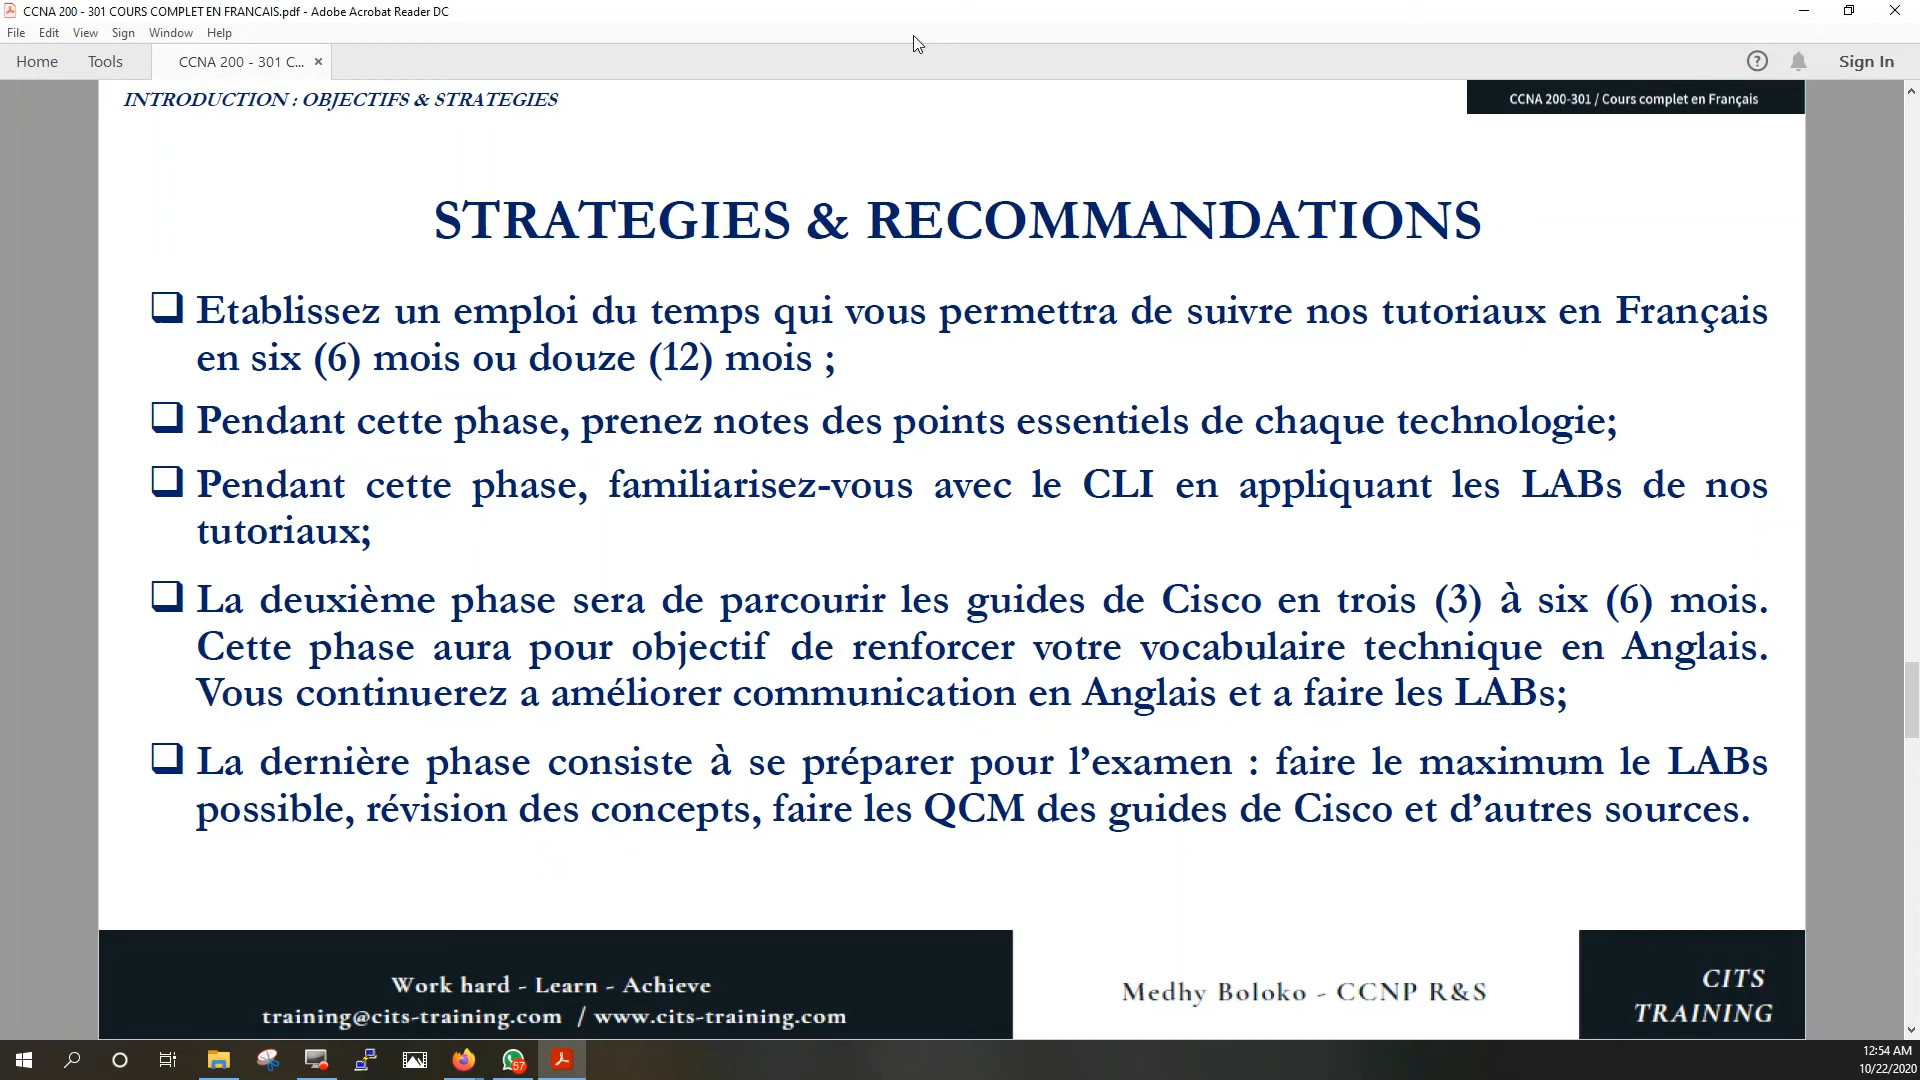 CCNA 200 - 301 COURS COMPLET EN FRANCAIS.pdf - Adobe Acrobat Reader DC
File Edit View Sign Window Help
Home Tools CCNA 200 - 301 C... × Sign In
INTRODUCTION : OBJECTIFS & STRATEGIES
CCNA 200-301 / Cours complet en Français
STRATEGIES & RECOMMANDATIONS
Etablissez un emploi du temps qui vous permettra de suivre nos tutoriaux en Français
en six (6) mois ou douze (12) mois ;
Pendant cette phase, prenez notes des points essentiels de chaque technologie;
Pendant cette phase, familiarisez-vous avec le CLI en appliquant les LABs de nos
tutoriaux;
La deuxième phase sera de parcourir les guides de Cisco en trois (3) à six (6) mois.
Cette phase aura pour objectif de renforcer votre vocabulaire technique en Anglais.
Vous continuerez a améliorer communication en Anglais et a faire les LABs;
La dernière phase consiste à se préparer pour l’examen : faire le maximum le LABs
possible, révision des concepts, faire les QCM des guides de Cisco et d’autres sources.
Work hard - Learn - Achieve
training@cits-training.com / www.cits-training.com
Medhy Boloko - CCNP R&S
CITS
TRAINING
57
12:54 AM
10/22/2020